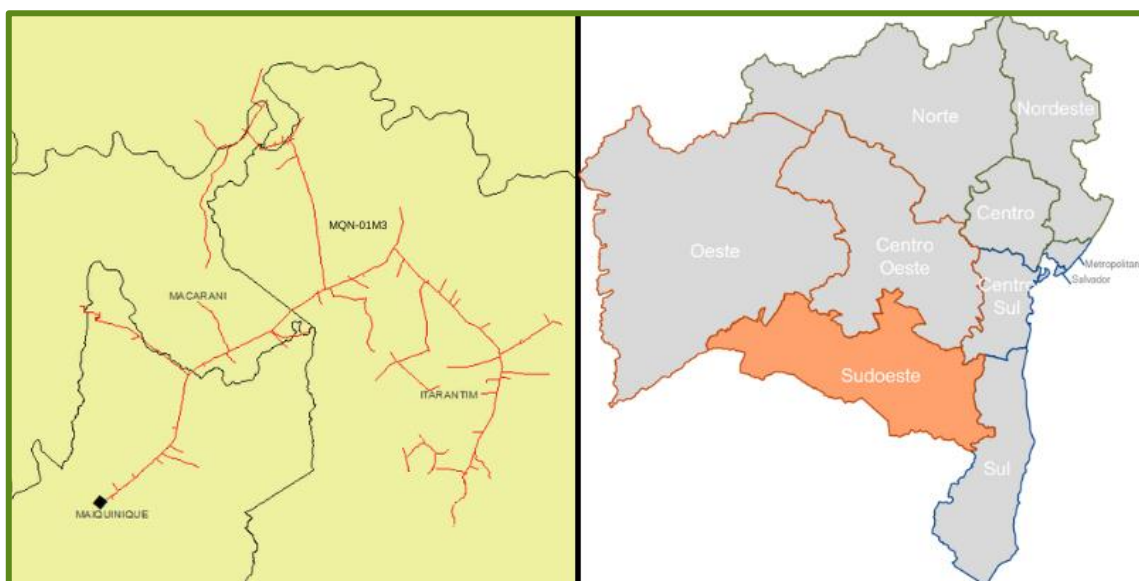 MQN-01M3
MACARANI
ITARANTIM
MAIQUINIQUE
Norte
Nordeste
Centro
Oeste
Centro
Oeste
Metropolitan
Salvador
Centro
Sul
Sudoeste
Sul